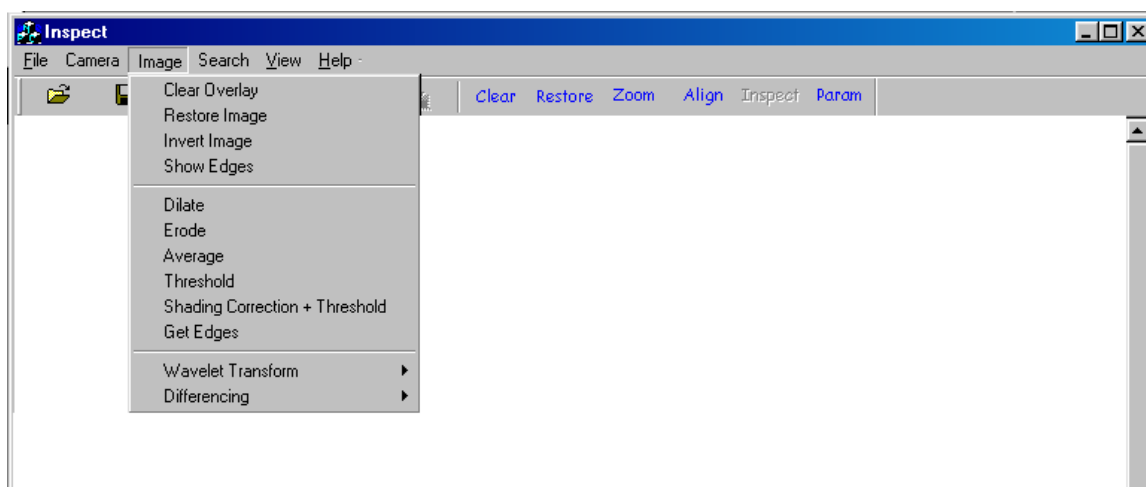 Inspect
File Camera Image Search View Help
Clear Restore Zoom Align Inspect Param
Clear Overlay
Restore Image
Invert Image
Show Edges
Dilate
Erode
Average
Threshold
Shading Correction + Threshold
Get Edges
Wavelet Transform
Differencing